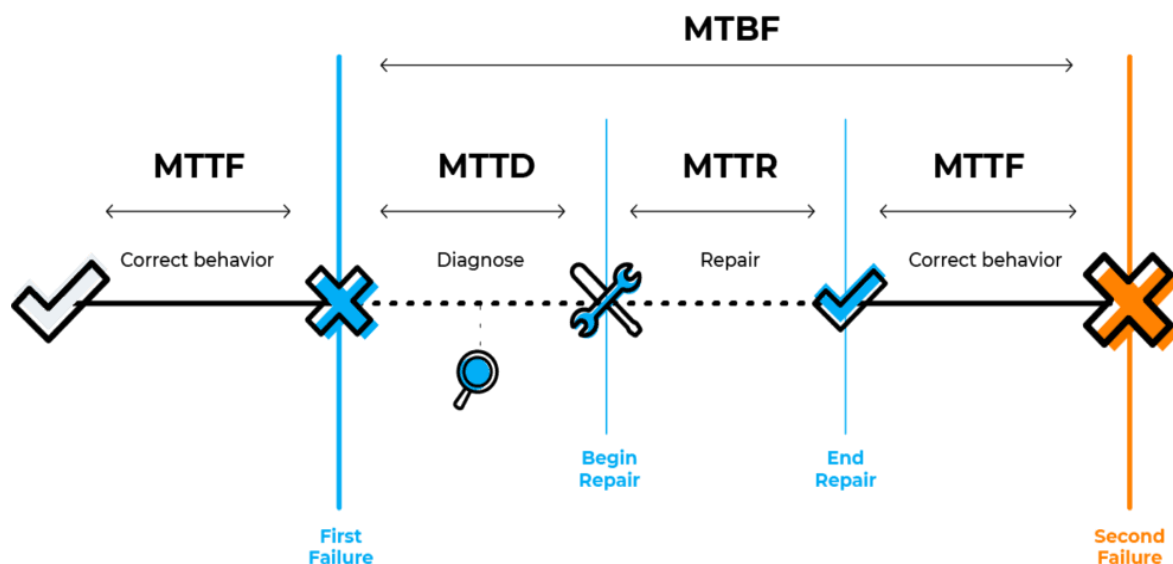 MTBF
MTTF
MTTD
MTTR
MTTF
Correct behavior
Diagnose
Repair
Correct behavior
Begin
Repair
End
Repair
First
Failure
Second
Failure